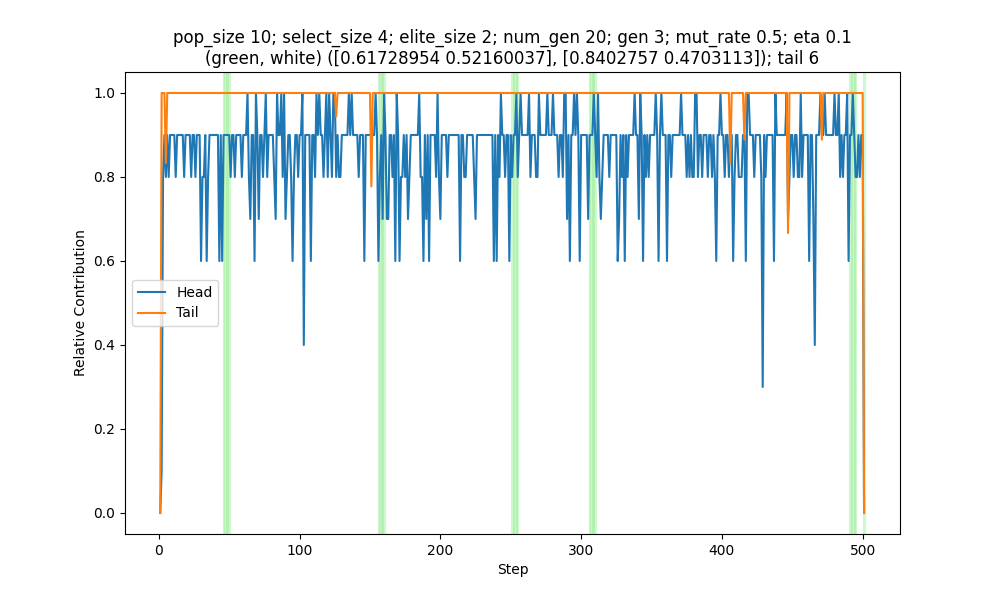 pop_size 10; select_size 4; elite_size 2; num_gen 20; gen 3; mut_rate 0.5; eta 0.1
(green, white) ([0.61728954 0.52160037], [0.8402757 0.4703113]); tail 6
1.0
0.8
0.6
0.4
0.2
0.0
Relative Contribution
Head
Tail
0 100 200 300 400 500
Step